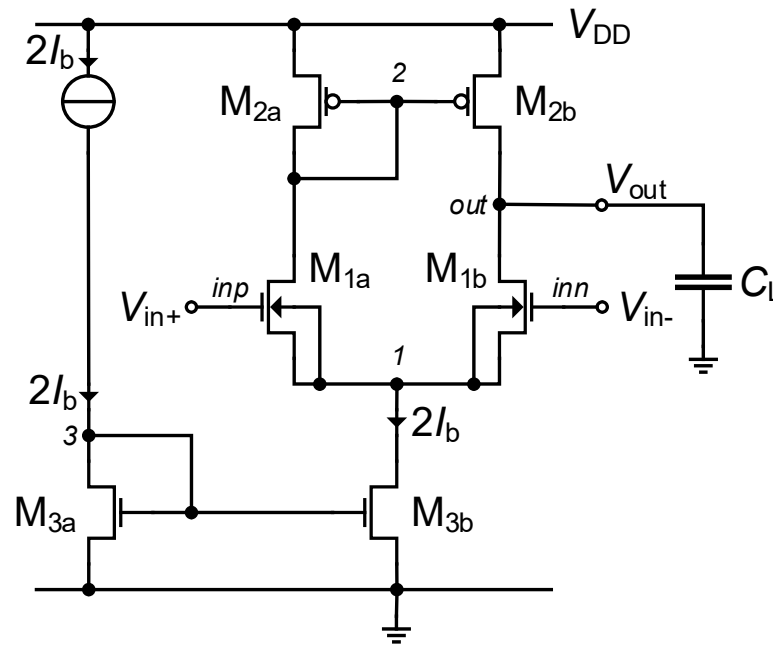 V_DD
2I_b
M_2a
2
M_2b
V_out
out
M_1a
M_1b
C_L
inp
inn
V_in+
V_in-
1
2I_b
2I_b
3
M_3a
M_3b